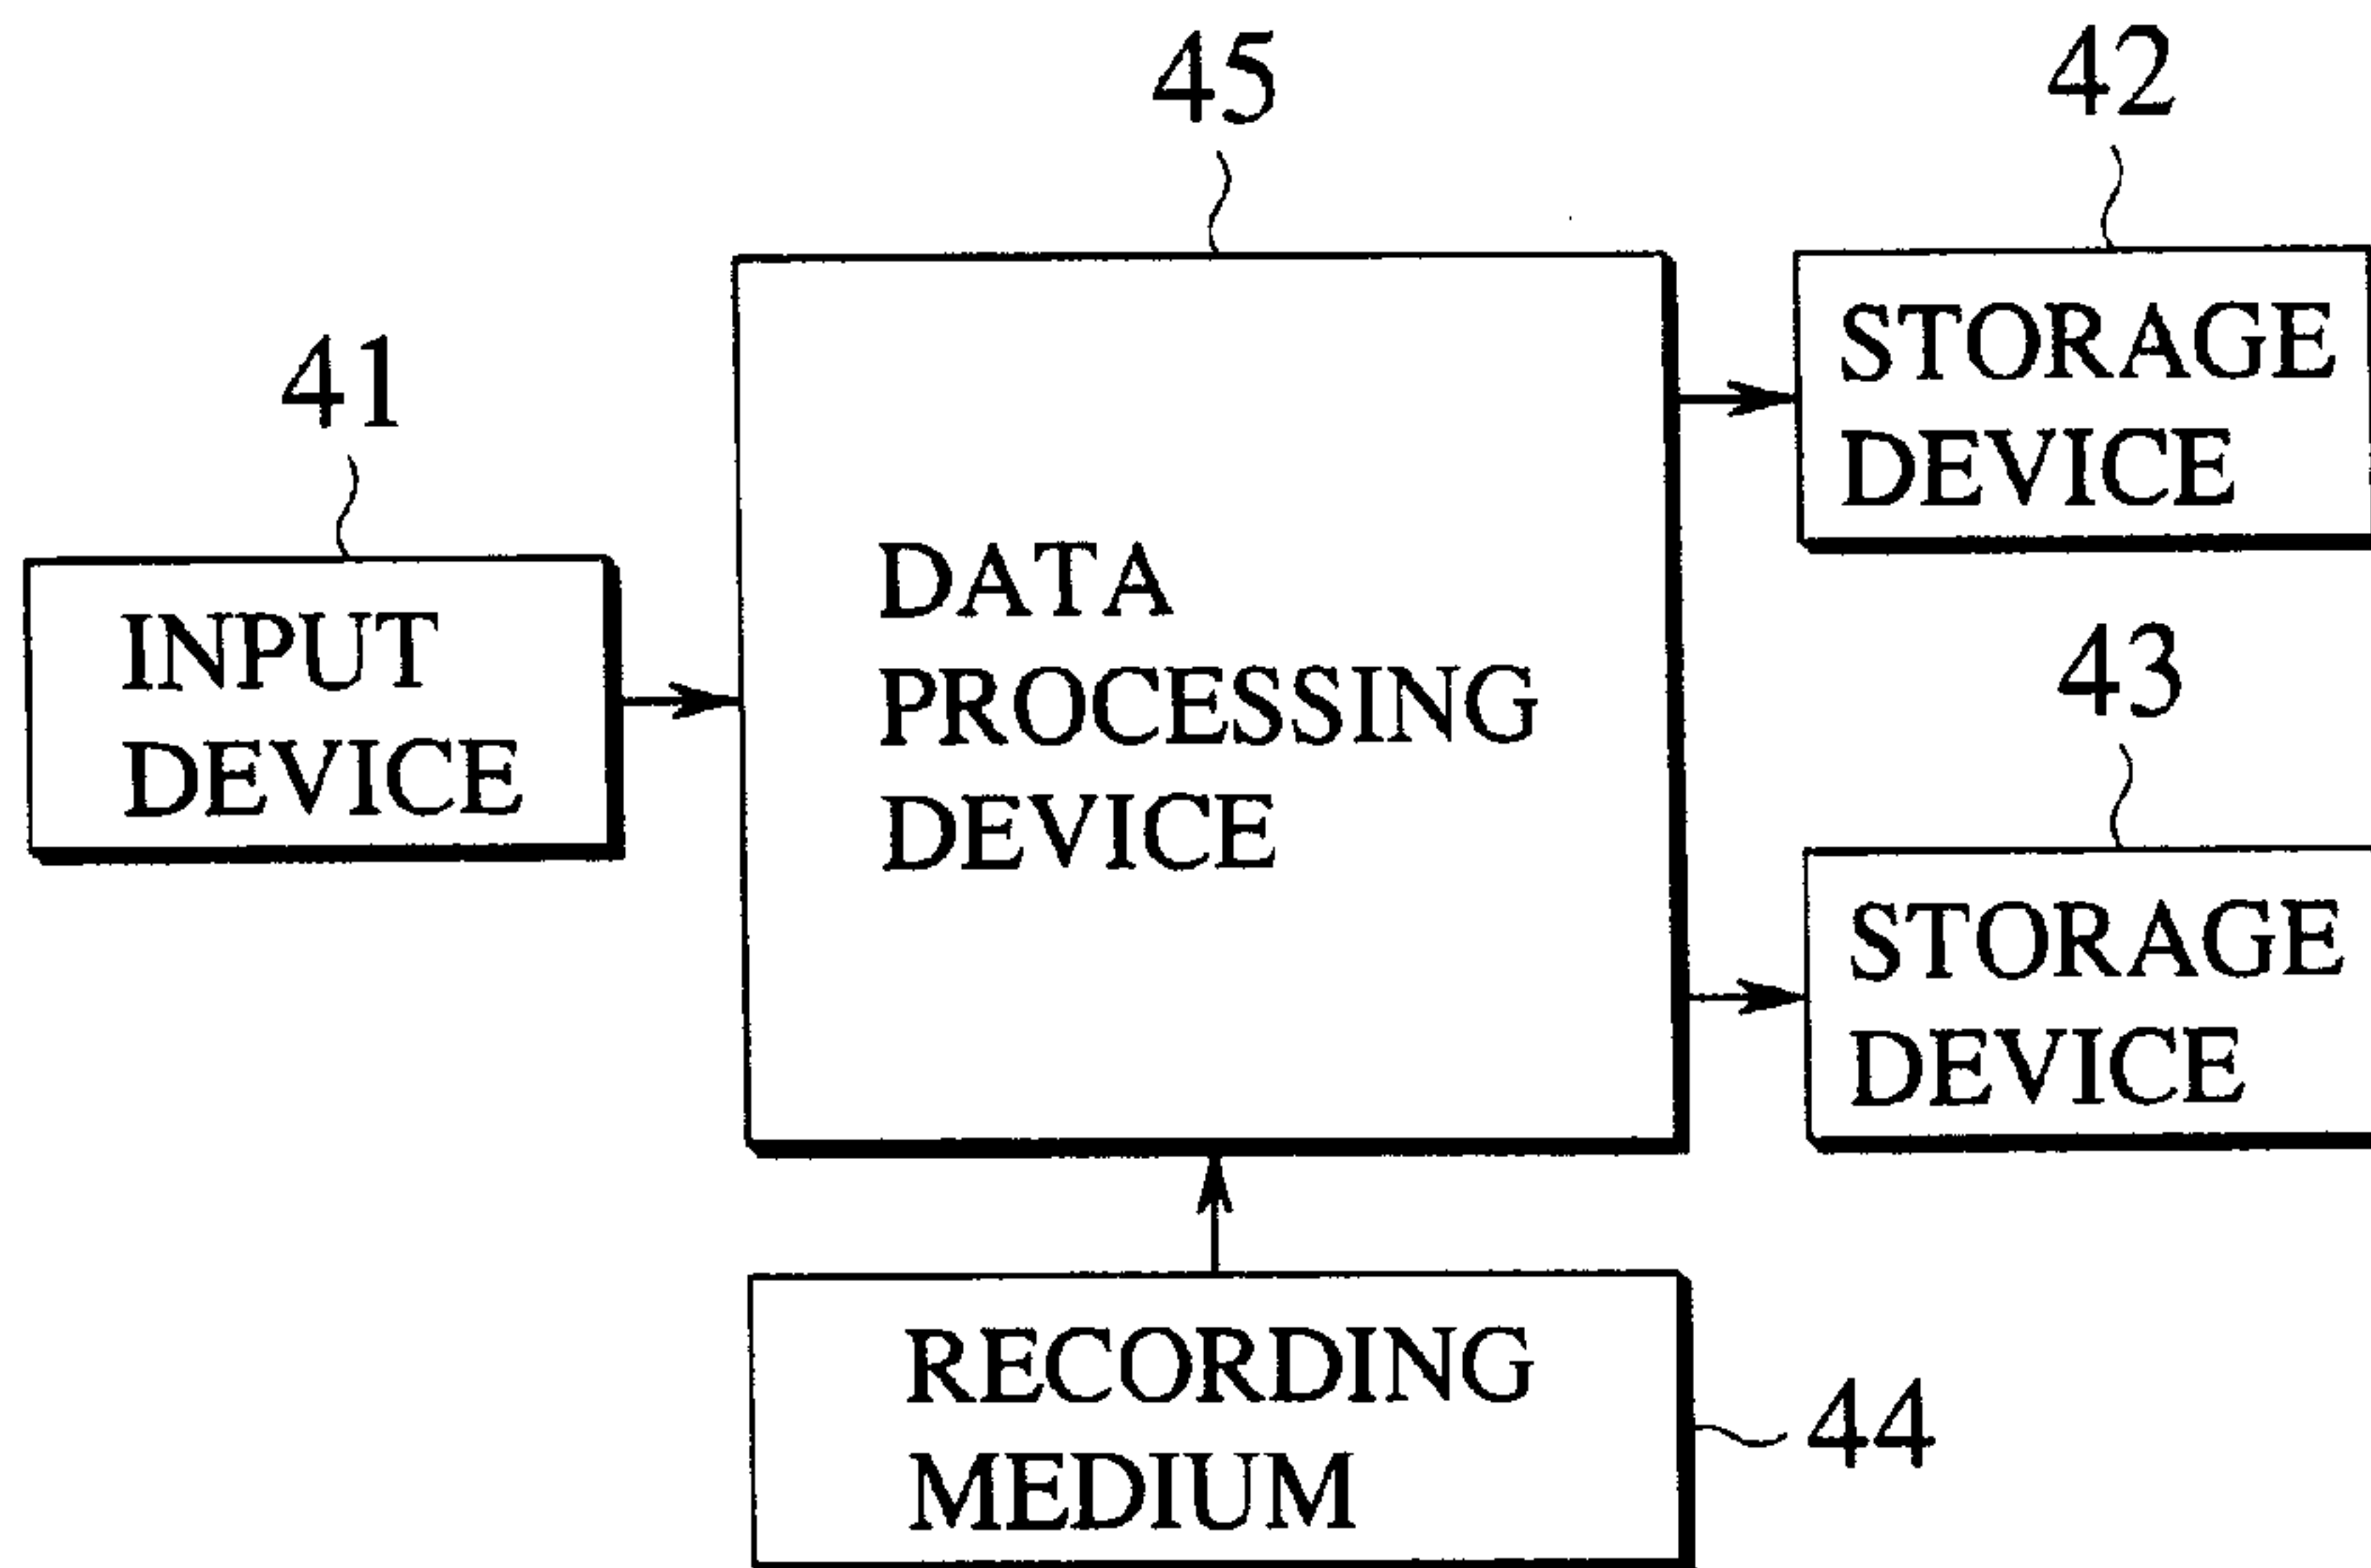 45
42
41
STORAGE
DEVICE
INPUT
DEVICE
DATA
PROCESSING
DEVICE
43
STORAGE
DEVICE
RECORDING
MEDIUM
44